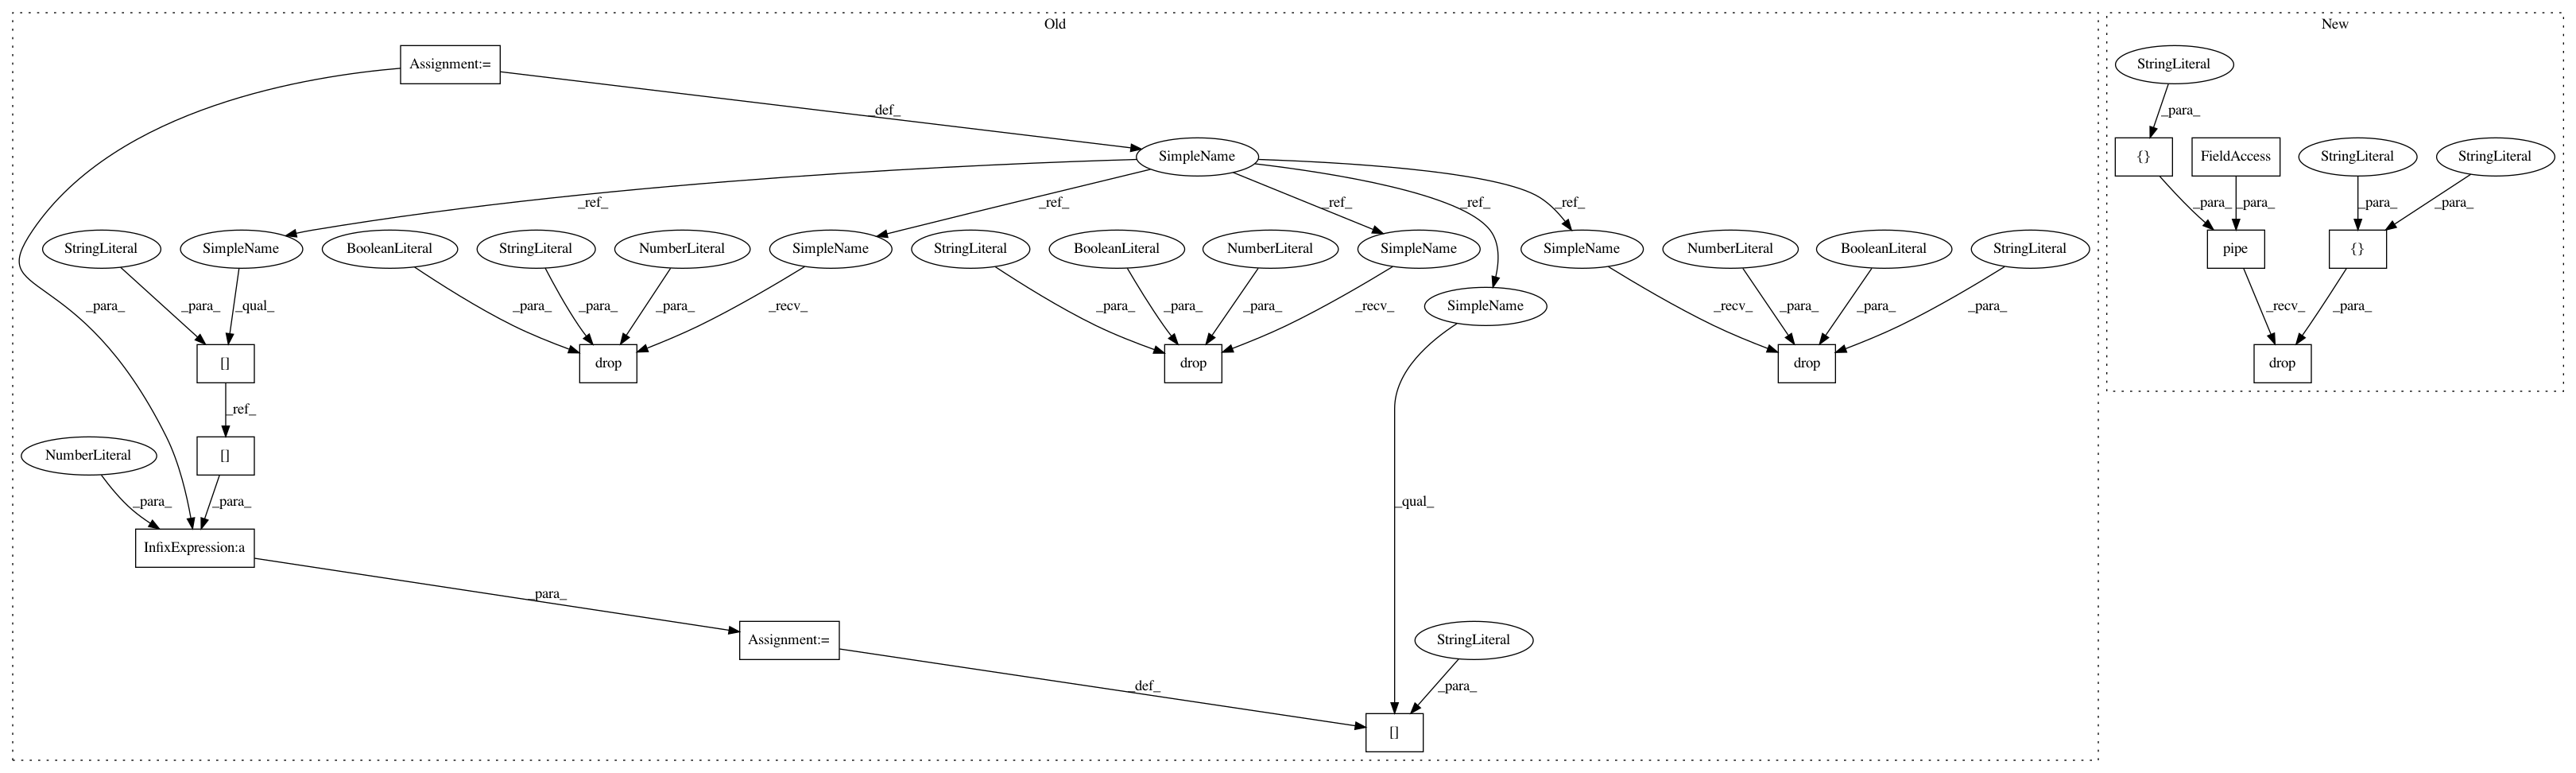 Old New
Assignment:= StringLiteral
_def_ _para_
SimpleName {} FieldAccess StringLiteral StringLiteral
_ref_ _ref_ _ref_ _ref_ _ref_ _para_ _para_ _para_ _para_
StringLiteral SimpleName BooleanLiteral StringLiteral NumberLiteral SimpleName StringLiteral BooleanLiteral NumberLiteral SimpleName SimpleName NumberLiteral BooleanLiteral StringLiteral pipe {}
_para_ _para_ _qual_ _para_ _para_ _para_ _recv_ _para_ _para_ _para_ _recv_ SimpleName _recv_ _para_ _para_ _para_ _recv_ _para_
[] drop drop drop drop
_ref_
NumberLiteral []
_para_ _para_ _qual_
InfixExpression:a
_para_
Assignment:= StringLiteral
_def_ _para_
[]